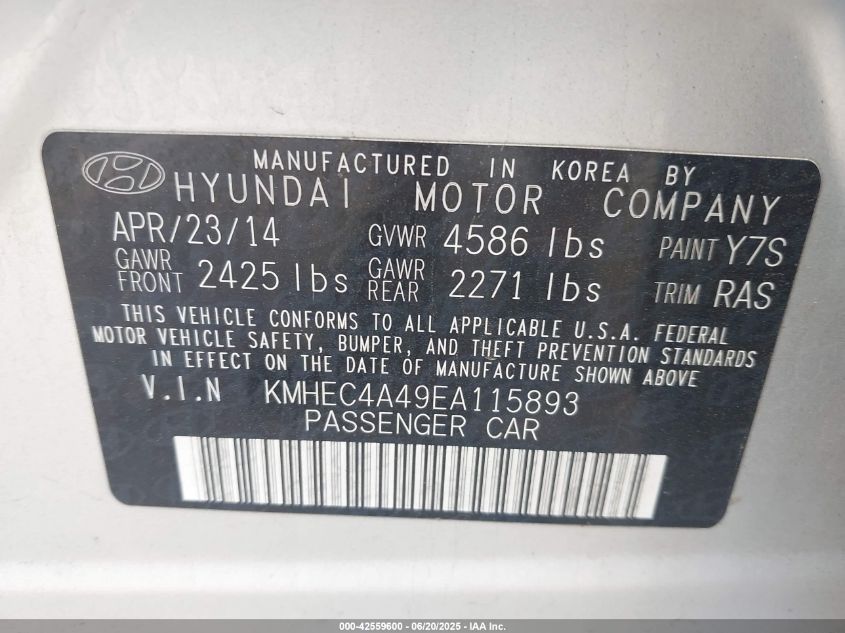 MANUFACTURED IN KOREA BY
HYUNDAI MOTOR COMPANY
APR/23/14 GVWR 4586 lbs PAINT Y7S
GAWR FRONT 2425 lbs GAWR REAR 2271 lbs TRIM RAS
THIS VEHICLE CONFORMS TO ALL APPLICABLE U.S.A. FEDERAL
MOTOR VEHICLE SAFETY, BUMPER, AND THEFT PREVENTION STANDARDS
IN EFFECT ON THE DATE OF MANUFACTURE SHOWN ABOVE
V.I.N KMHEC4A49EA115893
PASSENGER CAR
000-42559600 - 06/20/2025 - IAA Inc.